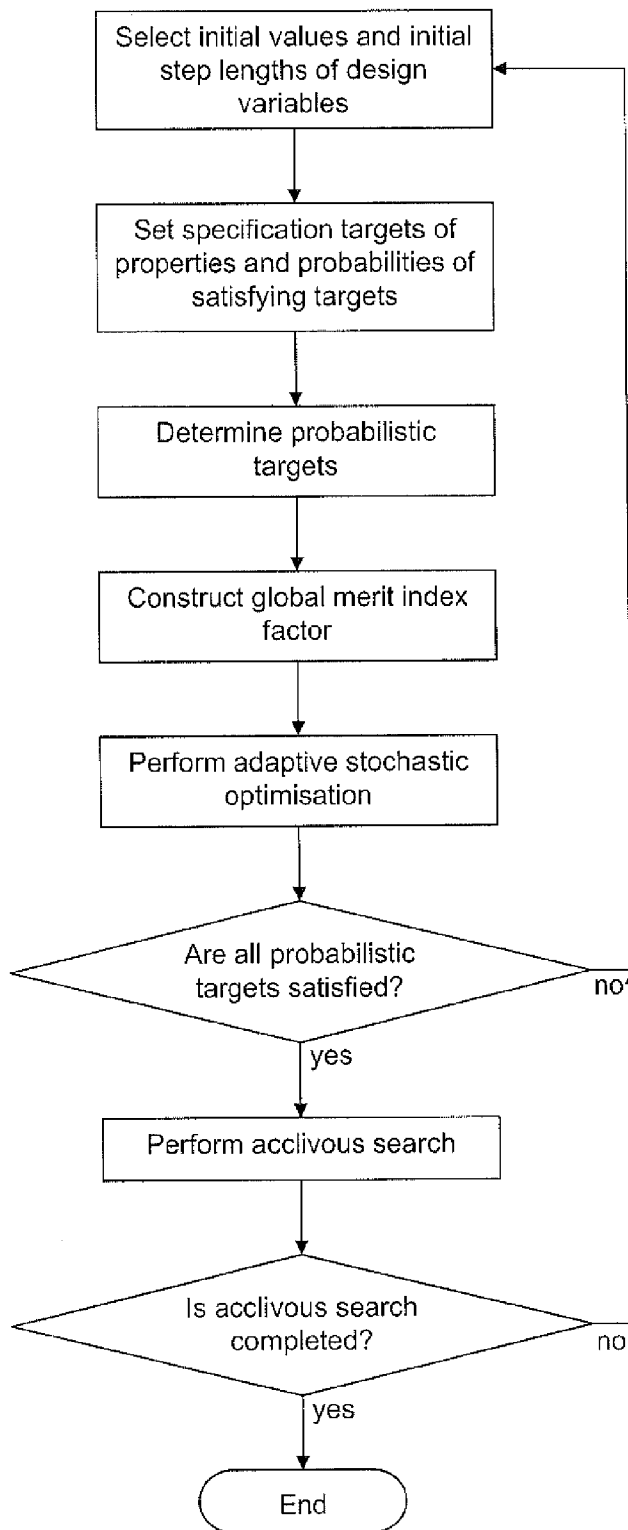 Select initial values and initial
step lengths of design
variables
Set specification targets of
properties and probabilities of
satisfying targets
Determine probabilistic
targets
Construct global merit index
factor
Perform adaptive stochastic
optimisation
Are all probabilistic
targets satisfied?
no
yes
Perform acclivous search
Is acclivous search
completed?
no
yes
End